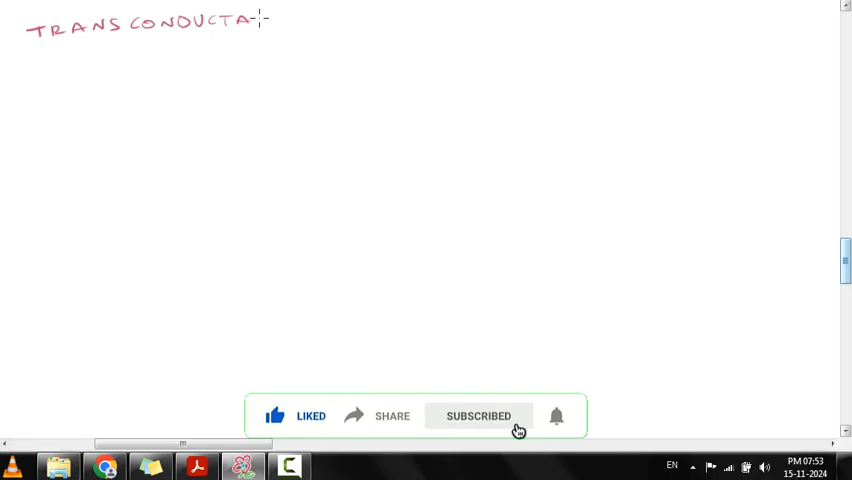 TRANSCONDUCTA
LIKED SHARE SUBSCRIBED
EN PM 07:53
15-11-2024